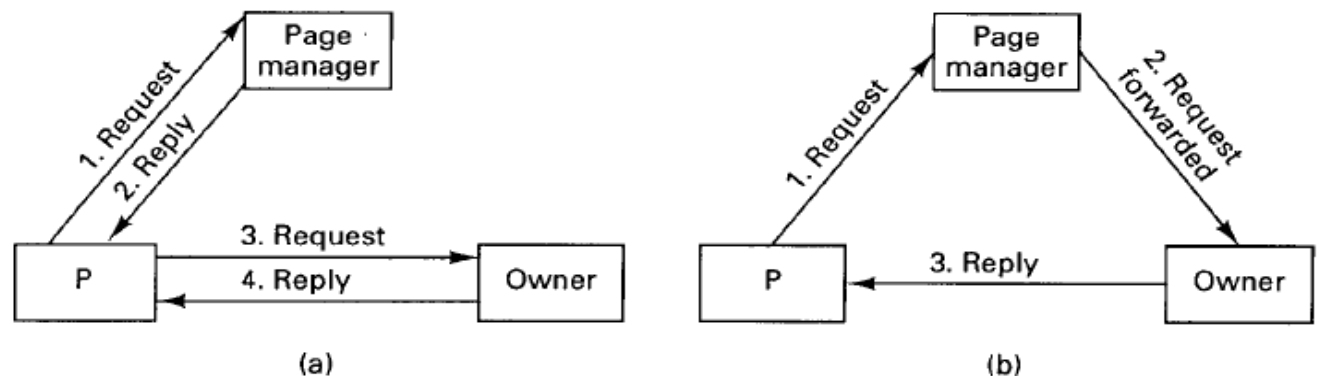 Page
manager
1. Request
2. Reply
P
3. Request
4. Reply
Owner
(a)
Page
manager
1. Request
2. Request
forwarded
P
3. Reply
Owner
(b)